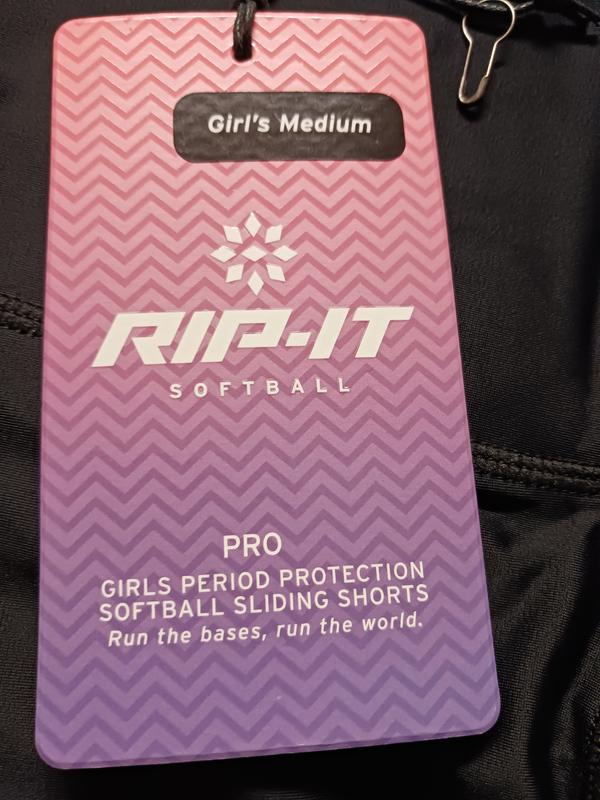 Girl's Medium
RIP-IT
SOFTBALL
PRO
GIRLS PERIOD PROTECTION
SOFTBALL SLIDING SHORTS
Run the bases, run the world.